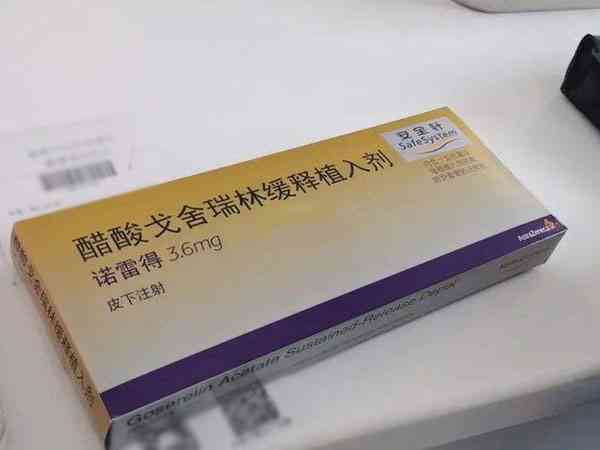 安全针
SafeSystem
醋酸戈舍瑞林缓释植入剂
诺雷得 3.6mg
皮下注射
AstraZeneca
醋酸戈舍瑞林缓释植入剂
Goserelin Acetate Sustained-Release Depot